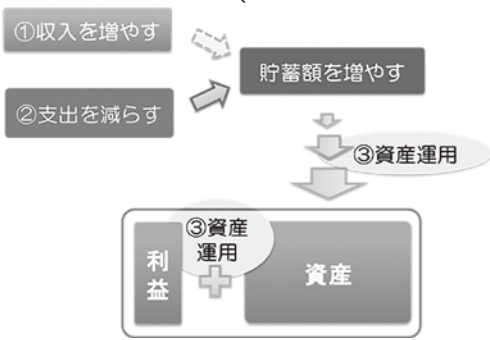 ①収入を増やす
②支出を減らす
貯蓄額を増やす
③資産運用
③資産
運用
利
益
資産